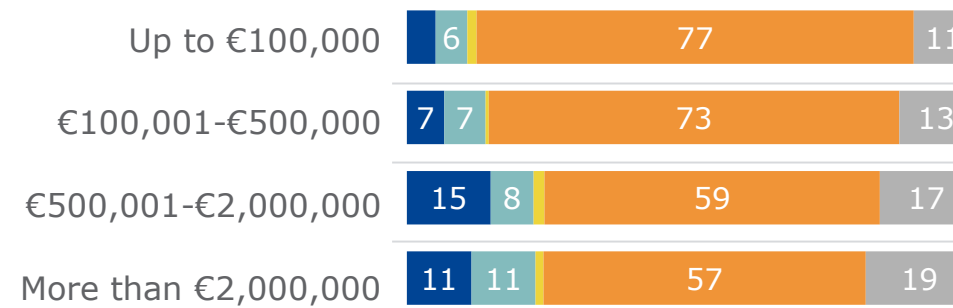 Up to €100,000 6 77 11
€100,001-€500,000 7 7 73 13
€500,001-€2,000,000 15 8 59 17
More than €2,000,000 11 11 57 19